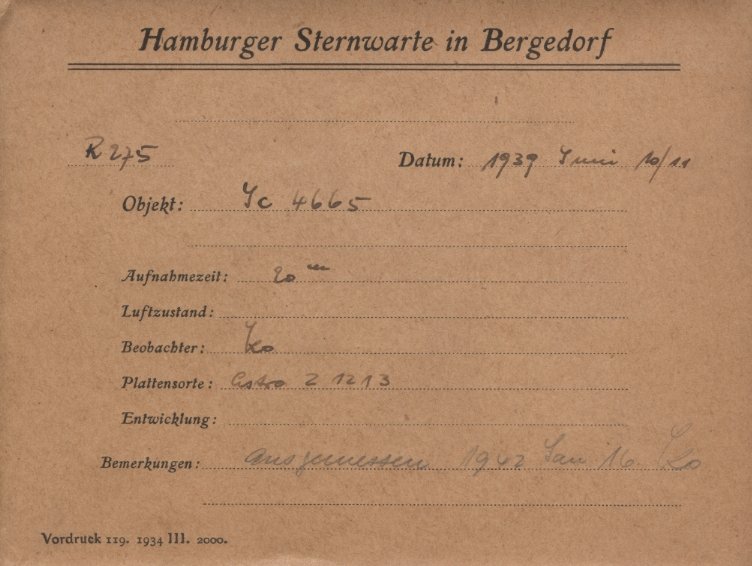 Hamburger Sternwarte in Bergedorf
R 275 Datum: 1939 Juni 10/11
Objekt: Jc 4665
Aufnahmezeit: 20 m
Luftzustand:
Beobachter: Ko
Plattensorte: Astro Z 1213
Entwicklung:
Bemerkungen: ausgemessen 1942 Jan 16. Ko
Vordruck 119. 1934 III. 2000.